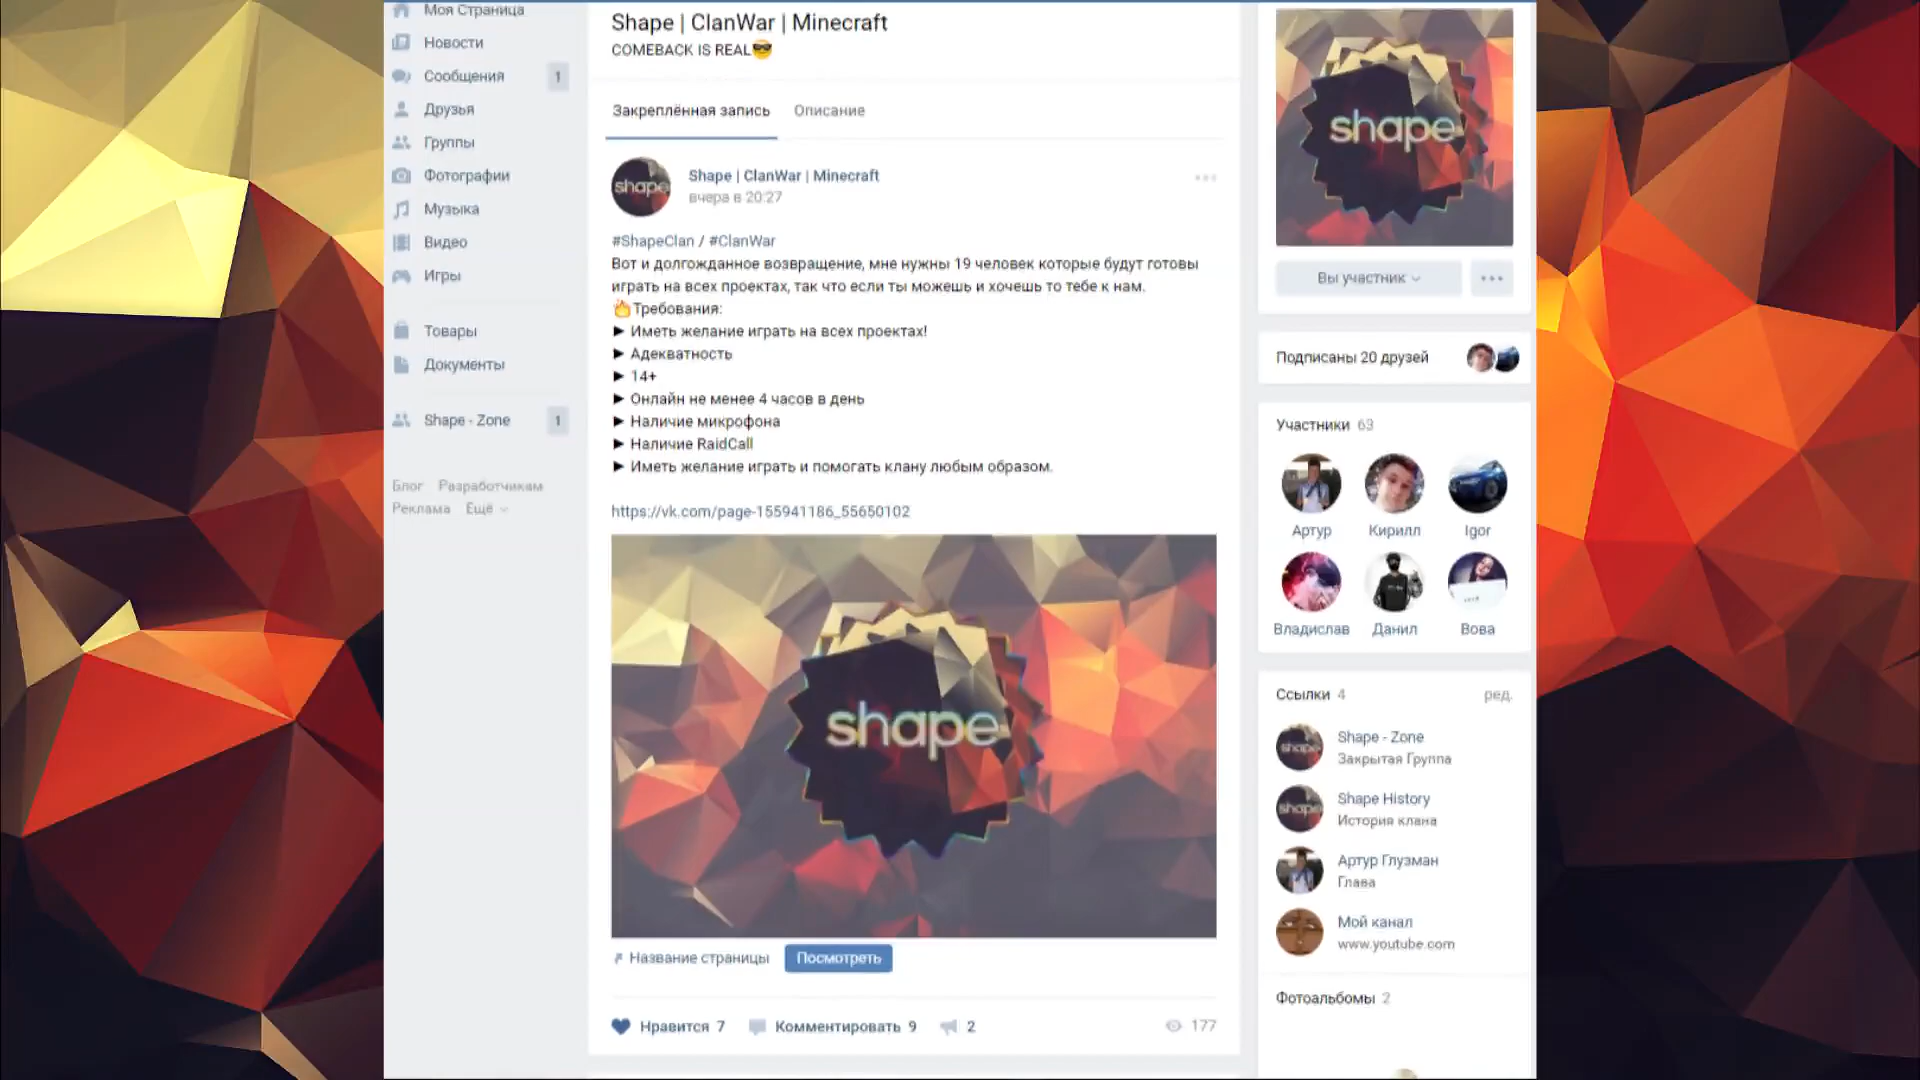 Моя Страница
Новости
Сообщения 1
Друзья
Группы
Фотографии
Музыка
Видео
Игры
Товары
Документы
Shape - Zone 1
Блог Разработчикам
Реклама Ещё
Shape | ClanWar | Minecraft
COMEBACK IS REAL😎
Закреплённая запись Описание
shape
Shape | ClanWar | Minecraft
вчера в 20:27
#ShapeClan / #ClanWar
Вот и долгожданное возвращение, мне нужны 19 человек которые будут готовы
играть на всех проектах, так что если ты можешь и хочешь то тебе к нам.
🔥Требования:
► Иметь желание играть на всех проектах!
► Адекватность
► 14+
► Онлайн не менее 4 часов в день
► Наличие микрофона
► Наличие RaidCall
► Иметь желание играть и помогать клану любым образом.
https://vk.com/page-155941186_55650102
shape
Название страницы Посмотреть
Нравится 7 Комментировать 9 2 177
shape
Вы участник
Подписаны 20 друзей
Участники 63
Артур Кирилл Igor
Владислав Данил Вова
Ссылки 4 ред.
shape
Shape - Zone
Закрытая Группа
shape
Shape History
История клана
Артур Глузман
Глава
Мой канал
www.youtube.com
Фотоальбомы 2